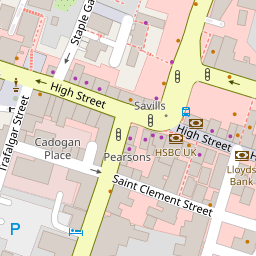 Staple Ga
High Street
Savills
Trafalgar Street
Cadogan
Place
High Street
Pearsons
HSBC UK
Lloyds
Bank
Saint Clement Street
P